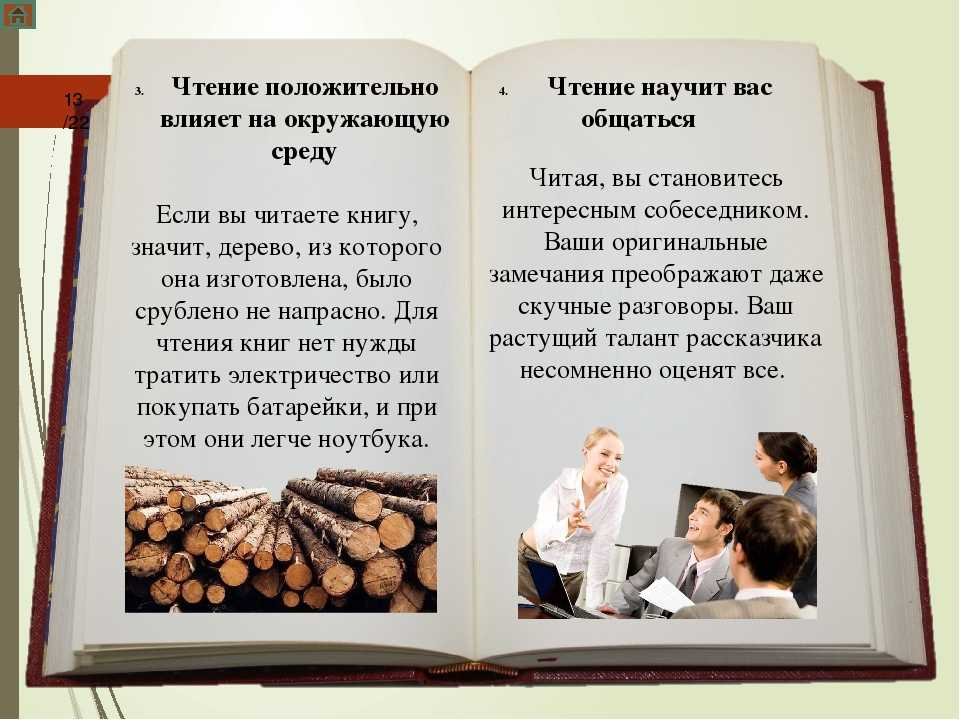 13
/22
3. Чтение положительно
влияет на окружающую
среду
Если вы читаете книгу,
значит, дерево, из которого
она изготовлена, было
срублено не напрасно. Для
чтения книг нет нужды
тратить электричество или
покупать батарейки, и при
этом они легче ноутбука.
4. Чтение научит вас
общаться
Читая, вы становитесь
интересным собеседником.
Ваши оригинальные
замечания преображают даже
скучные разговоры. Ваш
растущий талант рассказчика
несомненно оценят все.